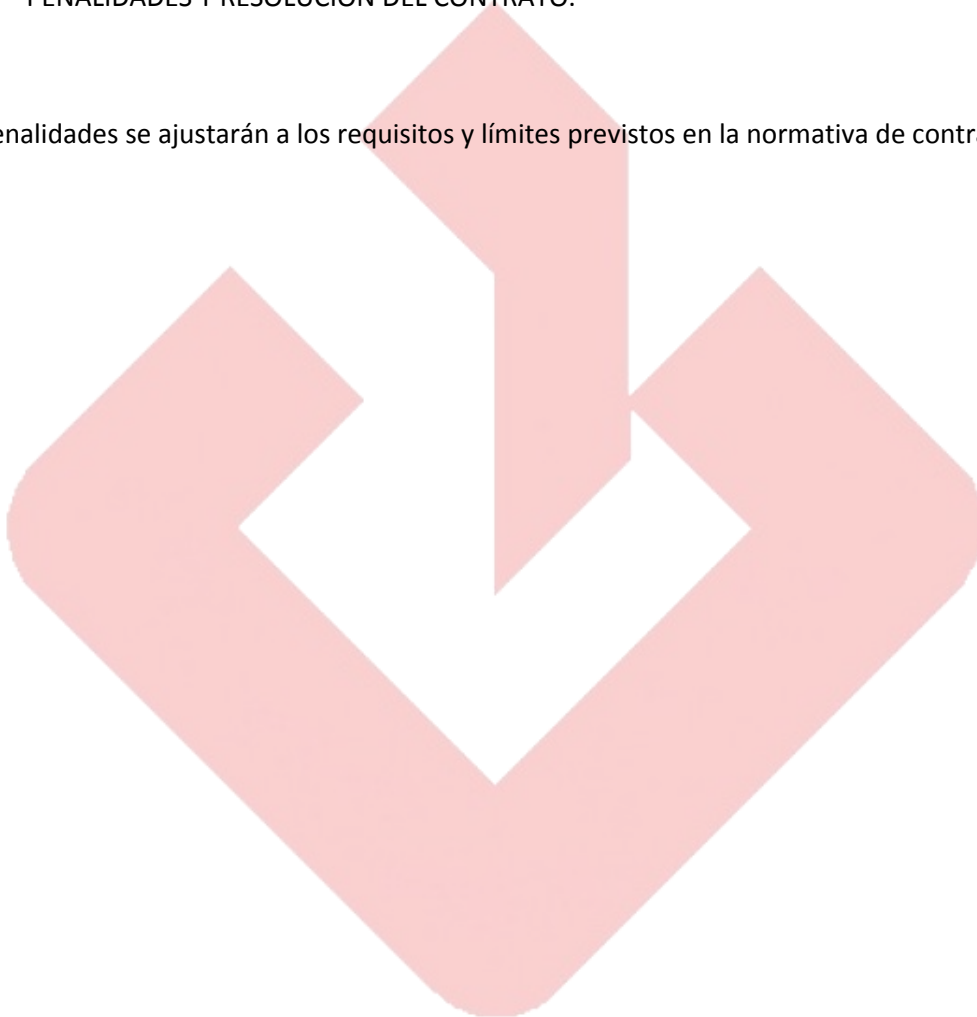 PENALIDADES Y RESOLUCIÓN DEL CONTRATO.
enalidades se ajustarán a los requisitos y límites previstos en la normativa de contra